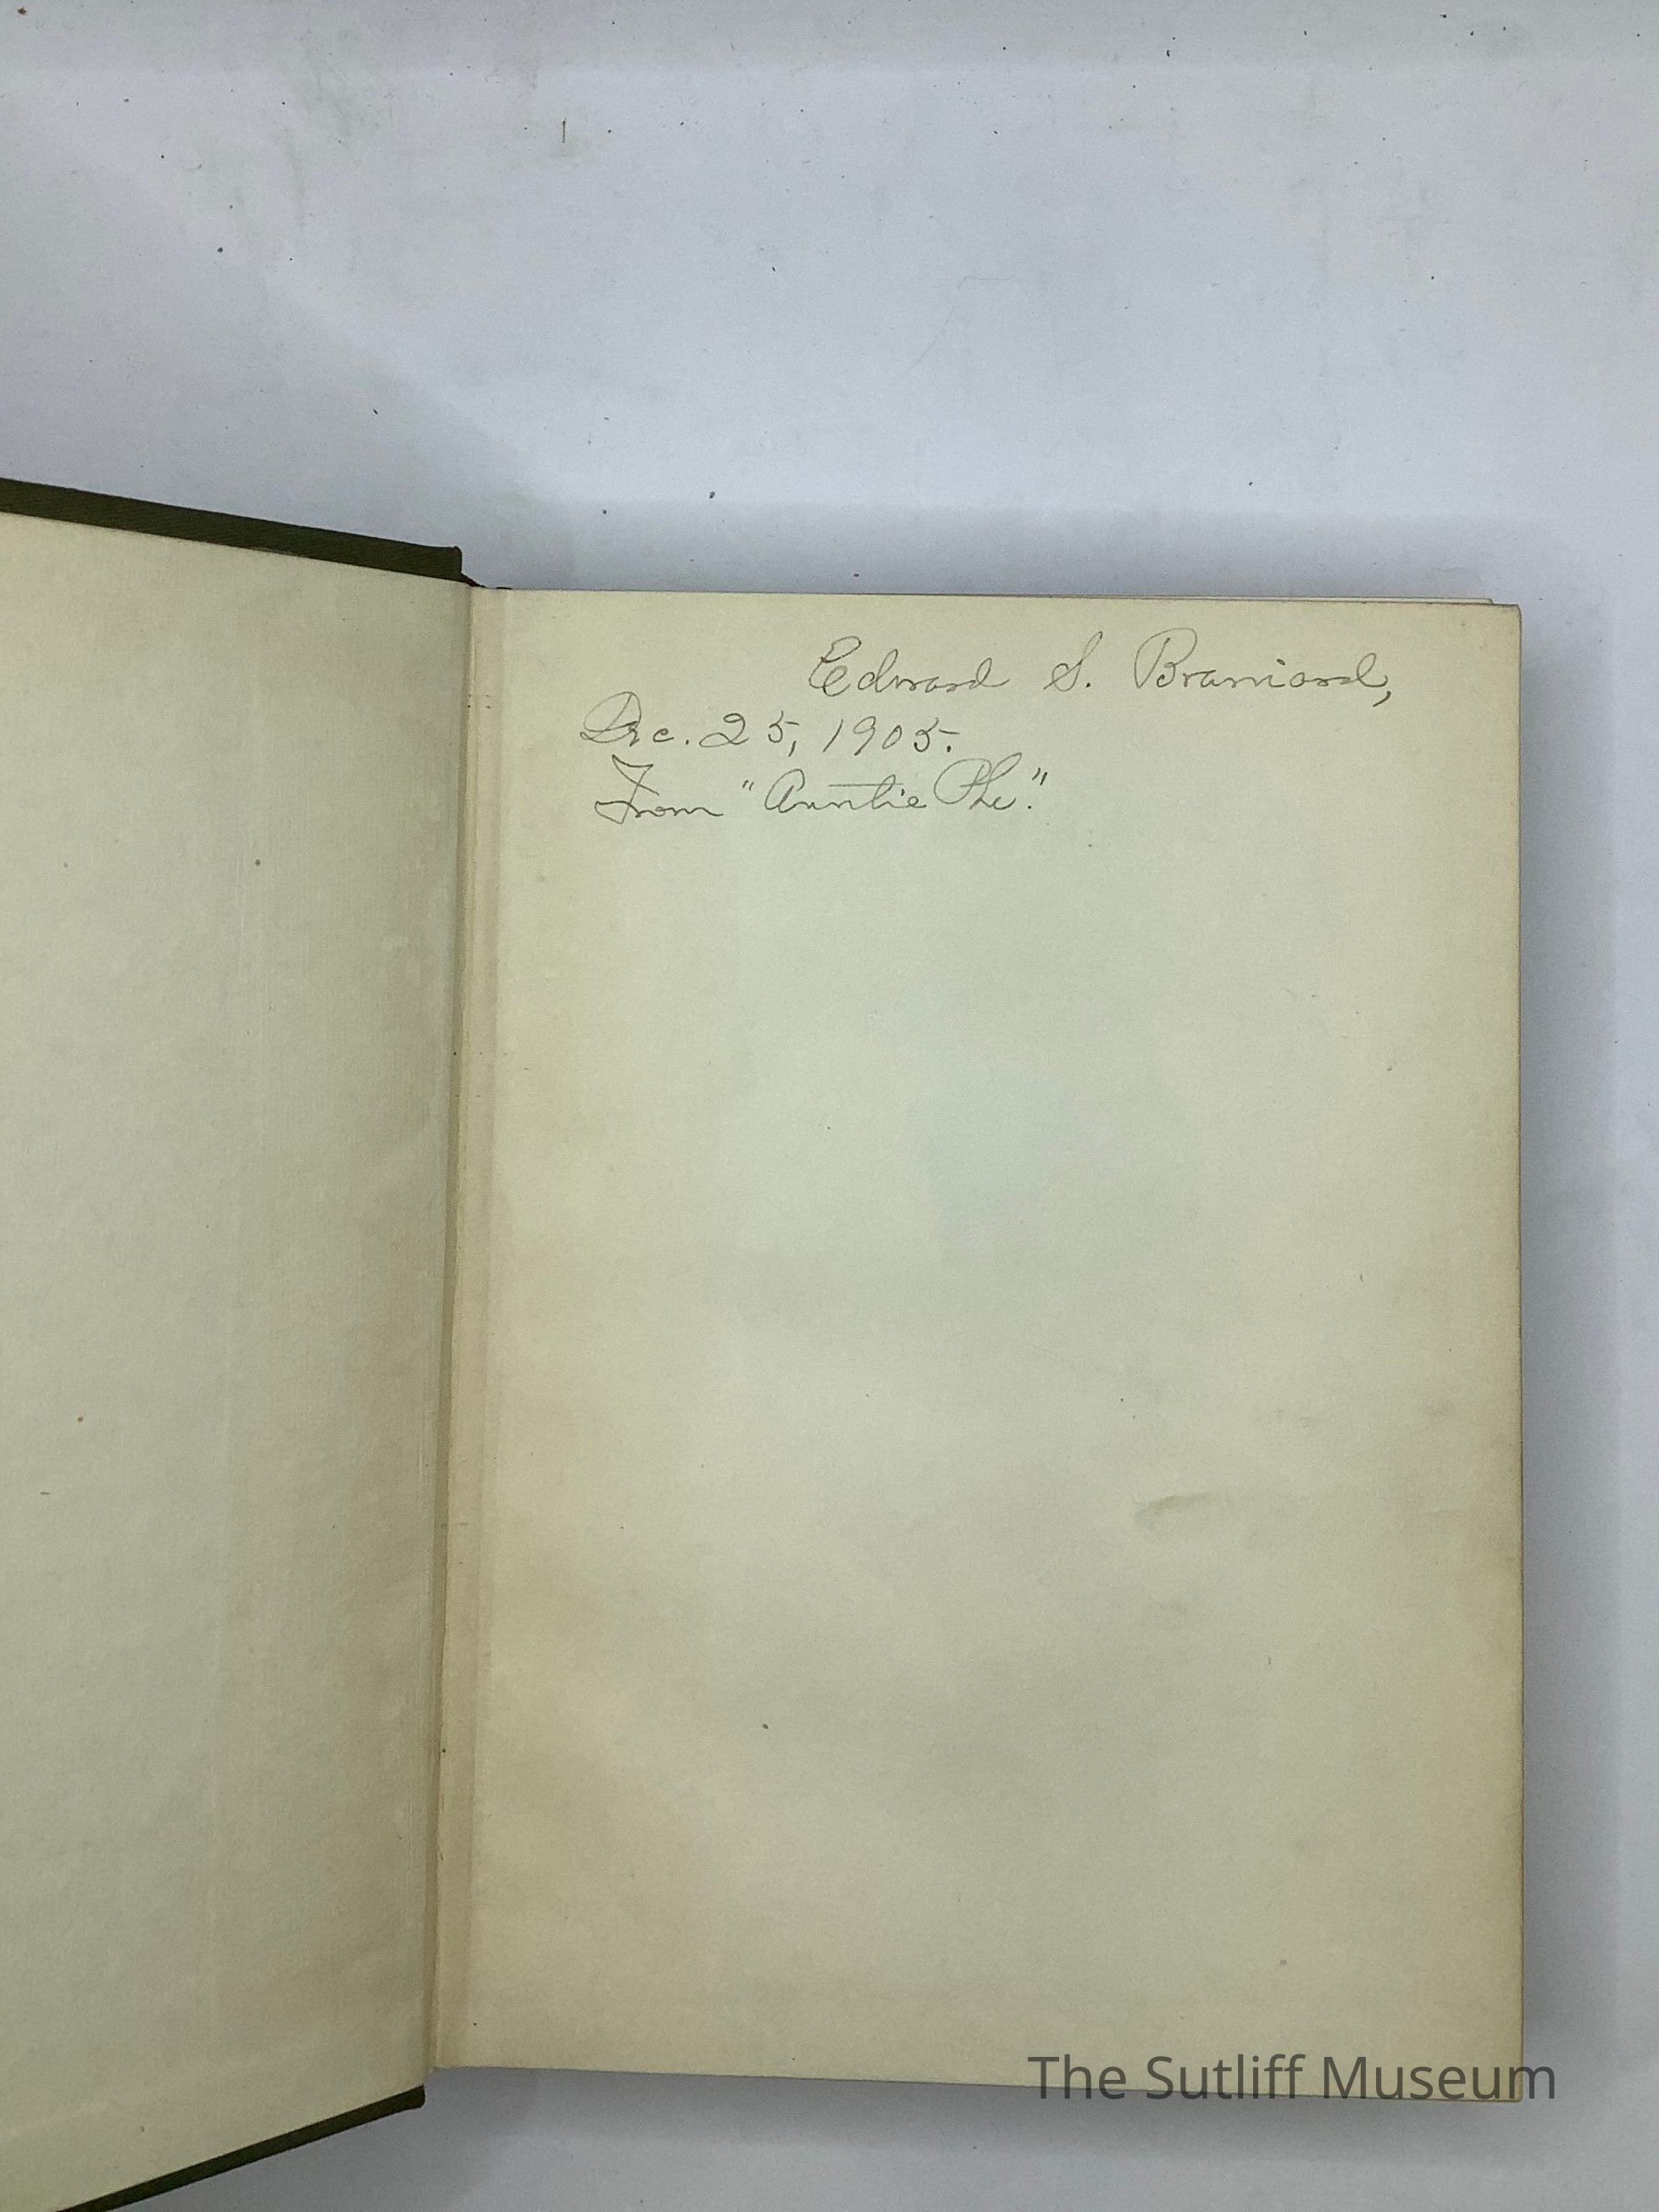 Edward S. Brainard,
Dec. 25, 1905.
From "Auntie Phe."
The Sutliff Museum